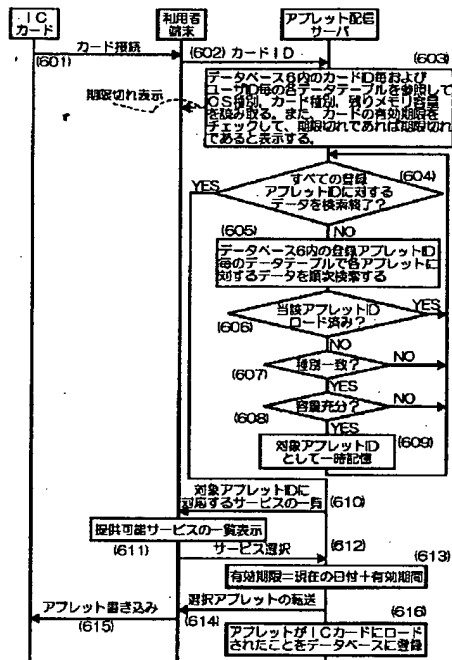 ICカード
利用者端末
アプレット配信サーバ
カード接続
(601)
(602) カードID
(603)
データベース6内のカードID毎および
ユーザID毎の各データテーブルを参照して
OS種別、カード種別、残りメモリ容量
を読み取る。また、カードの有効期限を
チェックして、期限切れであれば期限切れ
であると表示する。
期限切れ表示
(604)
すべての登録
アプレットIDに対する
データを検索終了?
YES
NO
(605)
データベース6内の登録アプレットID
毎のデータテーブルで各アプレットに
対するデータを順次検索する
当該アプレットID
ロード済み?
YES
(606)
NO
種別一致?
NO
(607)
YES
容量充分?
NO
(608)
YES
(609)
対象アプレットID
として一時記憶
対象アプレットIDに
対応するサービスの一覧
(610)
提供可能サービスの一覧表示
(611)
サービス選択
(612)
(613)
有効期限=現在の日付+有効期間
選択アプレットの転送
(614)
アプレット書き込み
(615)
(616)
アプレットがICカードにロード
されたことをデータベースに登録